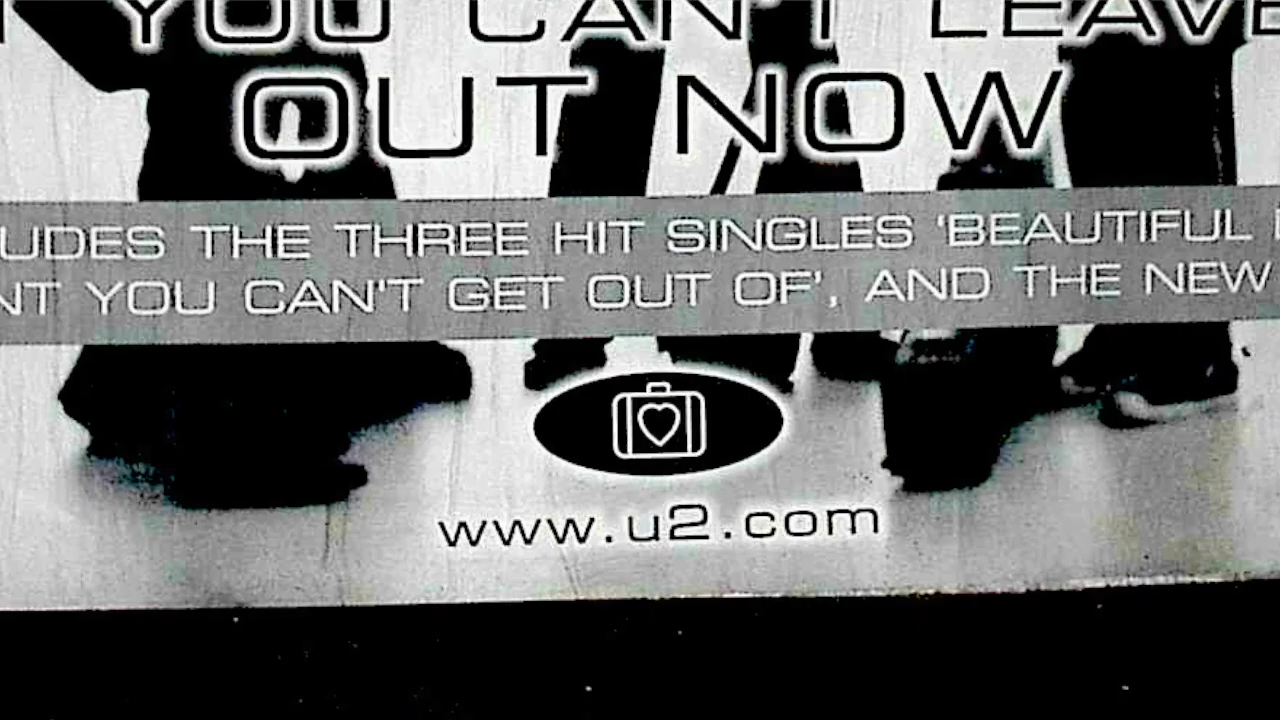 YOU CAN'T LEAVE
OUT NOW
UDES THE THREE HIT SINGLES 'BEAUTIFUL
NT YOU CAN'T GET OUT OF', AND THE NEW
www.u2.com